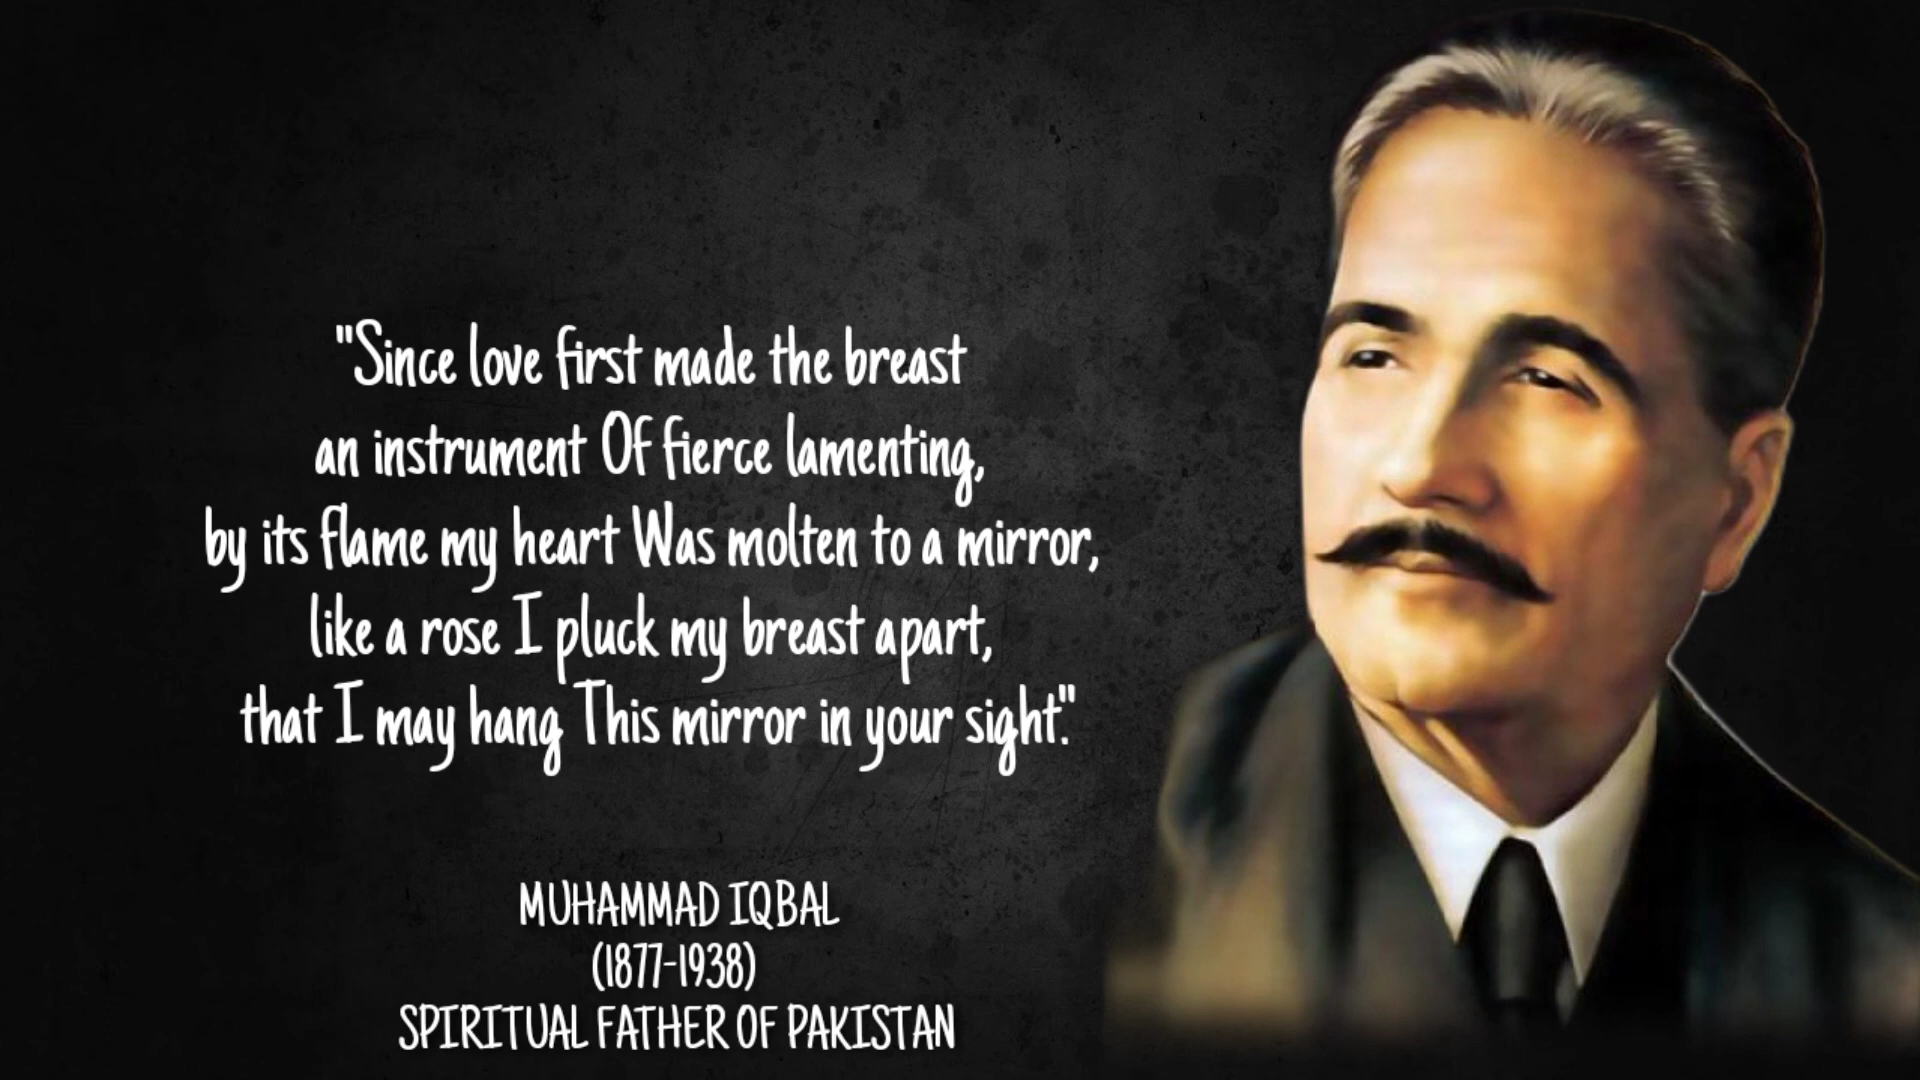 "Since love first made the breast
an instrument Of fierce lamenting,
by its flame my heart Was molten to a mirror,
like a rose I pluck my breast apart,
that I may hang This mirror in your sight."
MUHAMMAD IQBAL
(1877-1938)
SPIRITUAL FATHER OF PAKISTAN